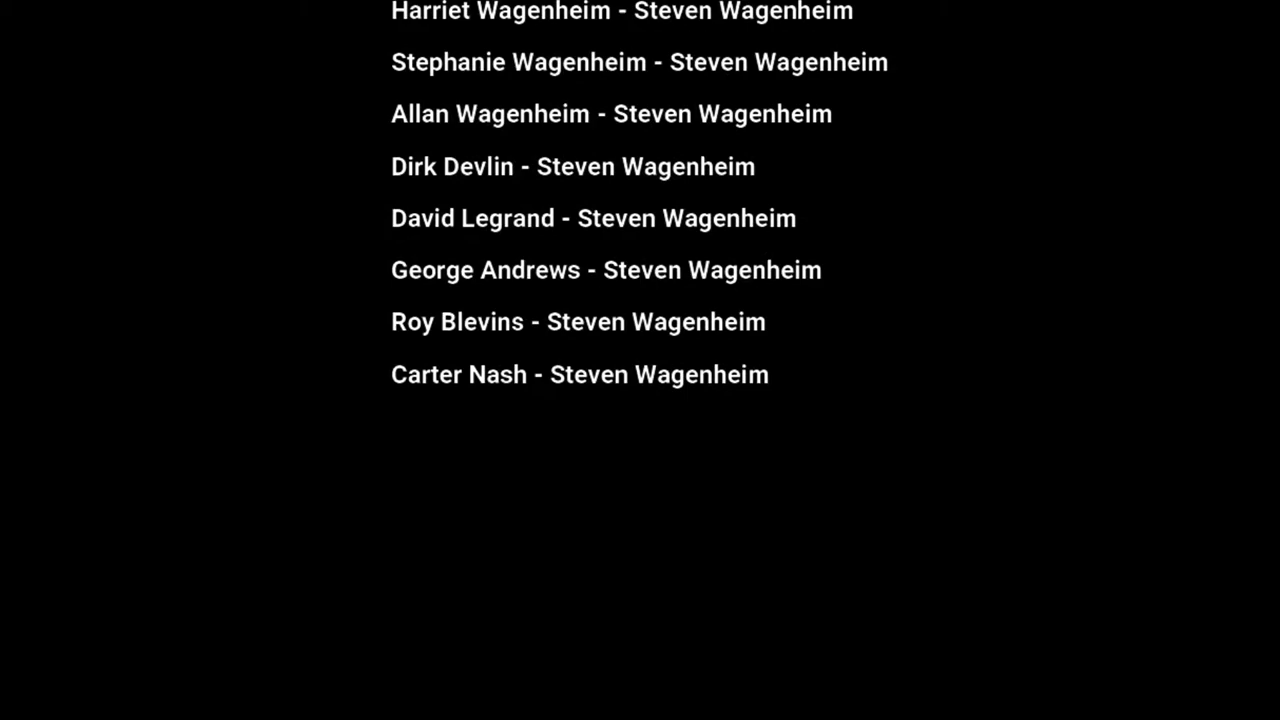 Harriet Wagenheim - Steven Wagenheim
Stephanie Wagenheim - Steven Wagenheim
Allan Wagenheim - Steven Wagenheim
Dirk Devlin - Steven Wagenheim
David Legrand - Steven Wagenheim
George Andrews - Steven Wagenheim
Roy Blevins - Steven Wagenheim
Carter Nash - Steven Wagenheim